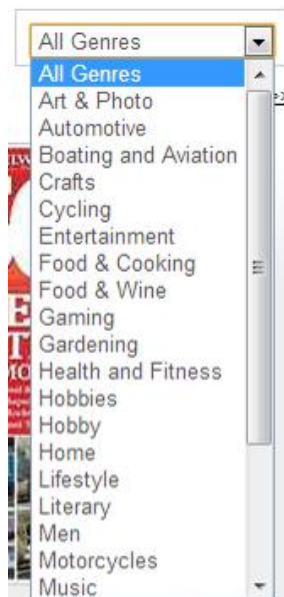 All Genres
All Genres
Art & Photo
Automotive
Boating and Aviation
Crafts
Cycling
Entertainment
Food & Cooking
Food & Wine
Gaming
Gardening
Health and Fitness
Hobbies
Hobby
Home
Lifestyle
Literary
Men
Motorcycles
Music